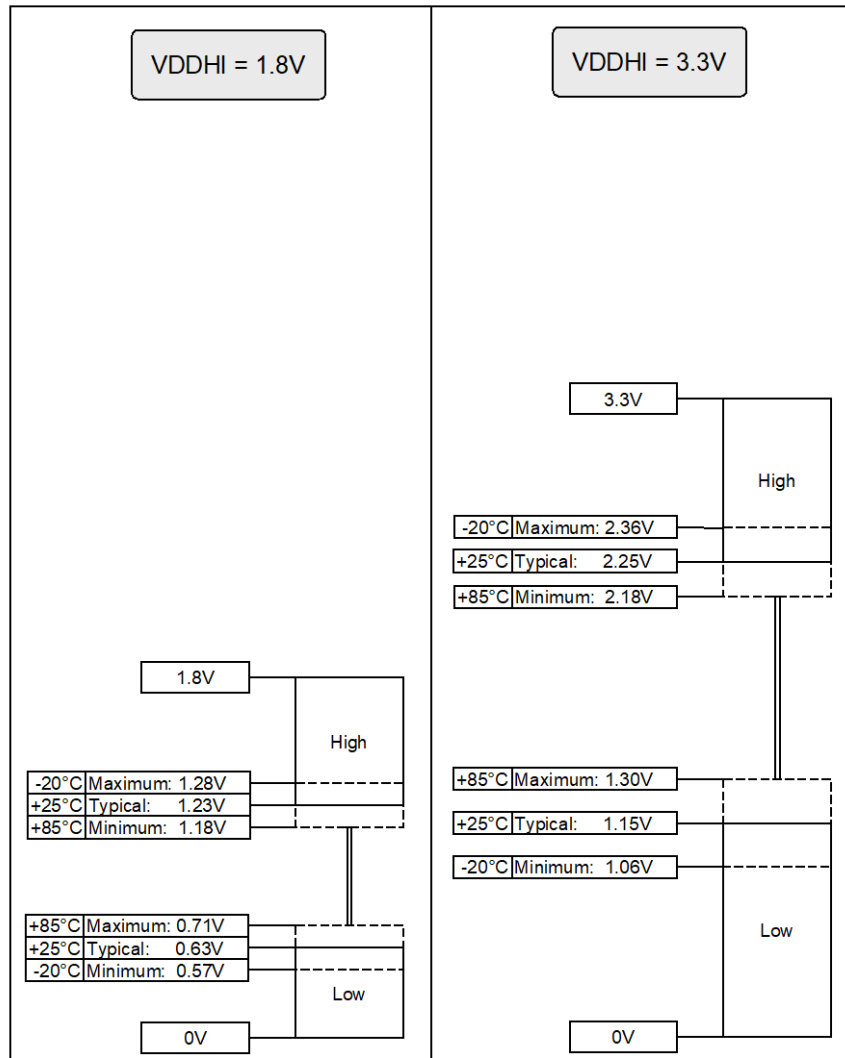 VDDHI = 1.8V
1.8V
High
-20°C Maximum: 1.28V
+25°C Typical: 1.23V
+85°C Minimum: 1.18V
+85°C Maximum: 0.71V
+25°C Typical: 0.63V
-20°C Minimum: 0.57V
Low
0V
VDDHI = 3.3V
3.3V
High
-20°C Maximum: 2.36V
+25°C Typical: 2.25V
+85°C Minimum: 2.18V
+85°C Maximum: 1.30V
+25°C Typical: 1.15V
-20°C Minimum: 1.06V
Low
0V